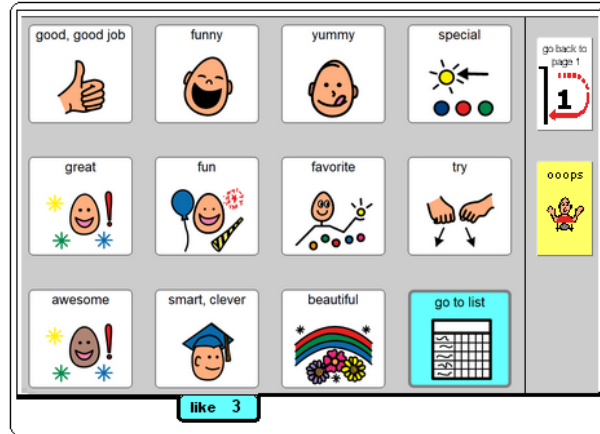 good, good job
funny
yummy
special
go back to
page 1
1
great
fun
favorite
try
ooops
awesome
smart, clever
beautiful
go to list
like 3